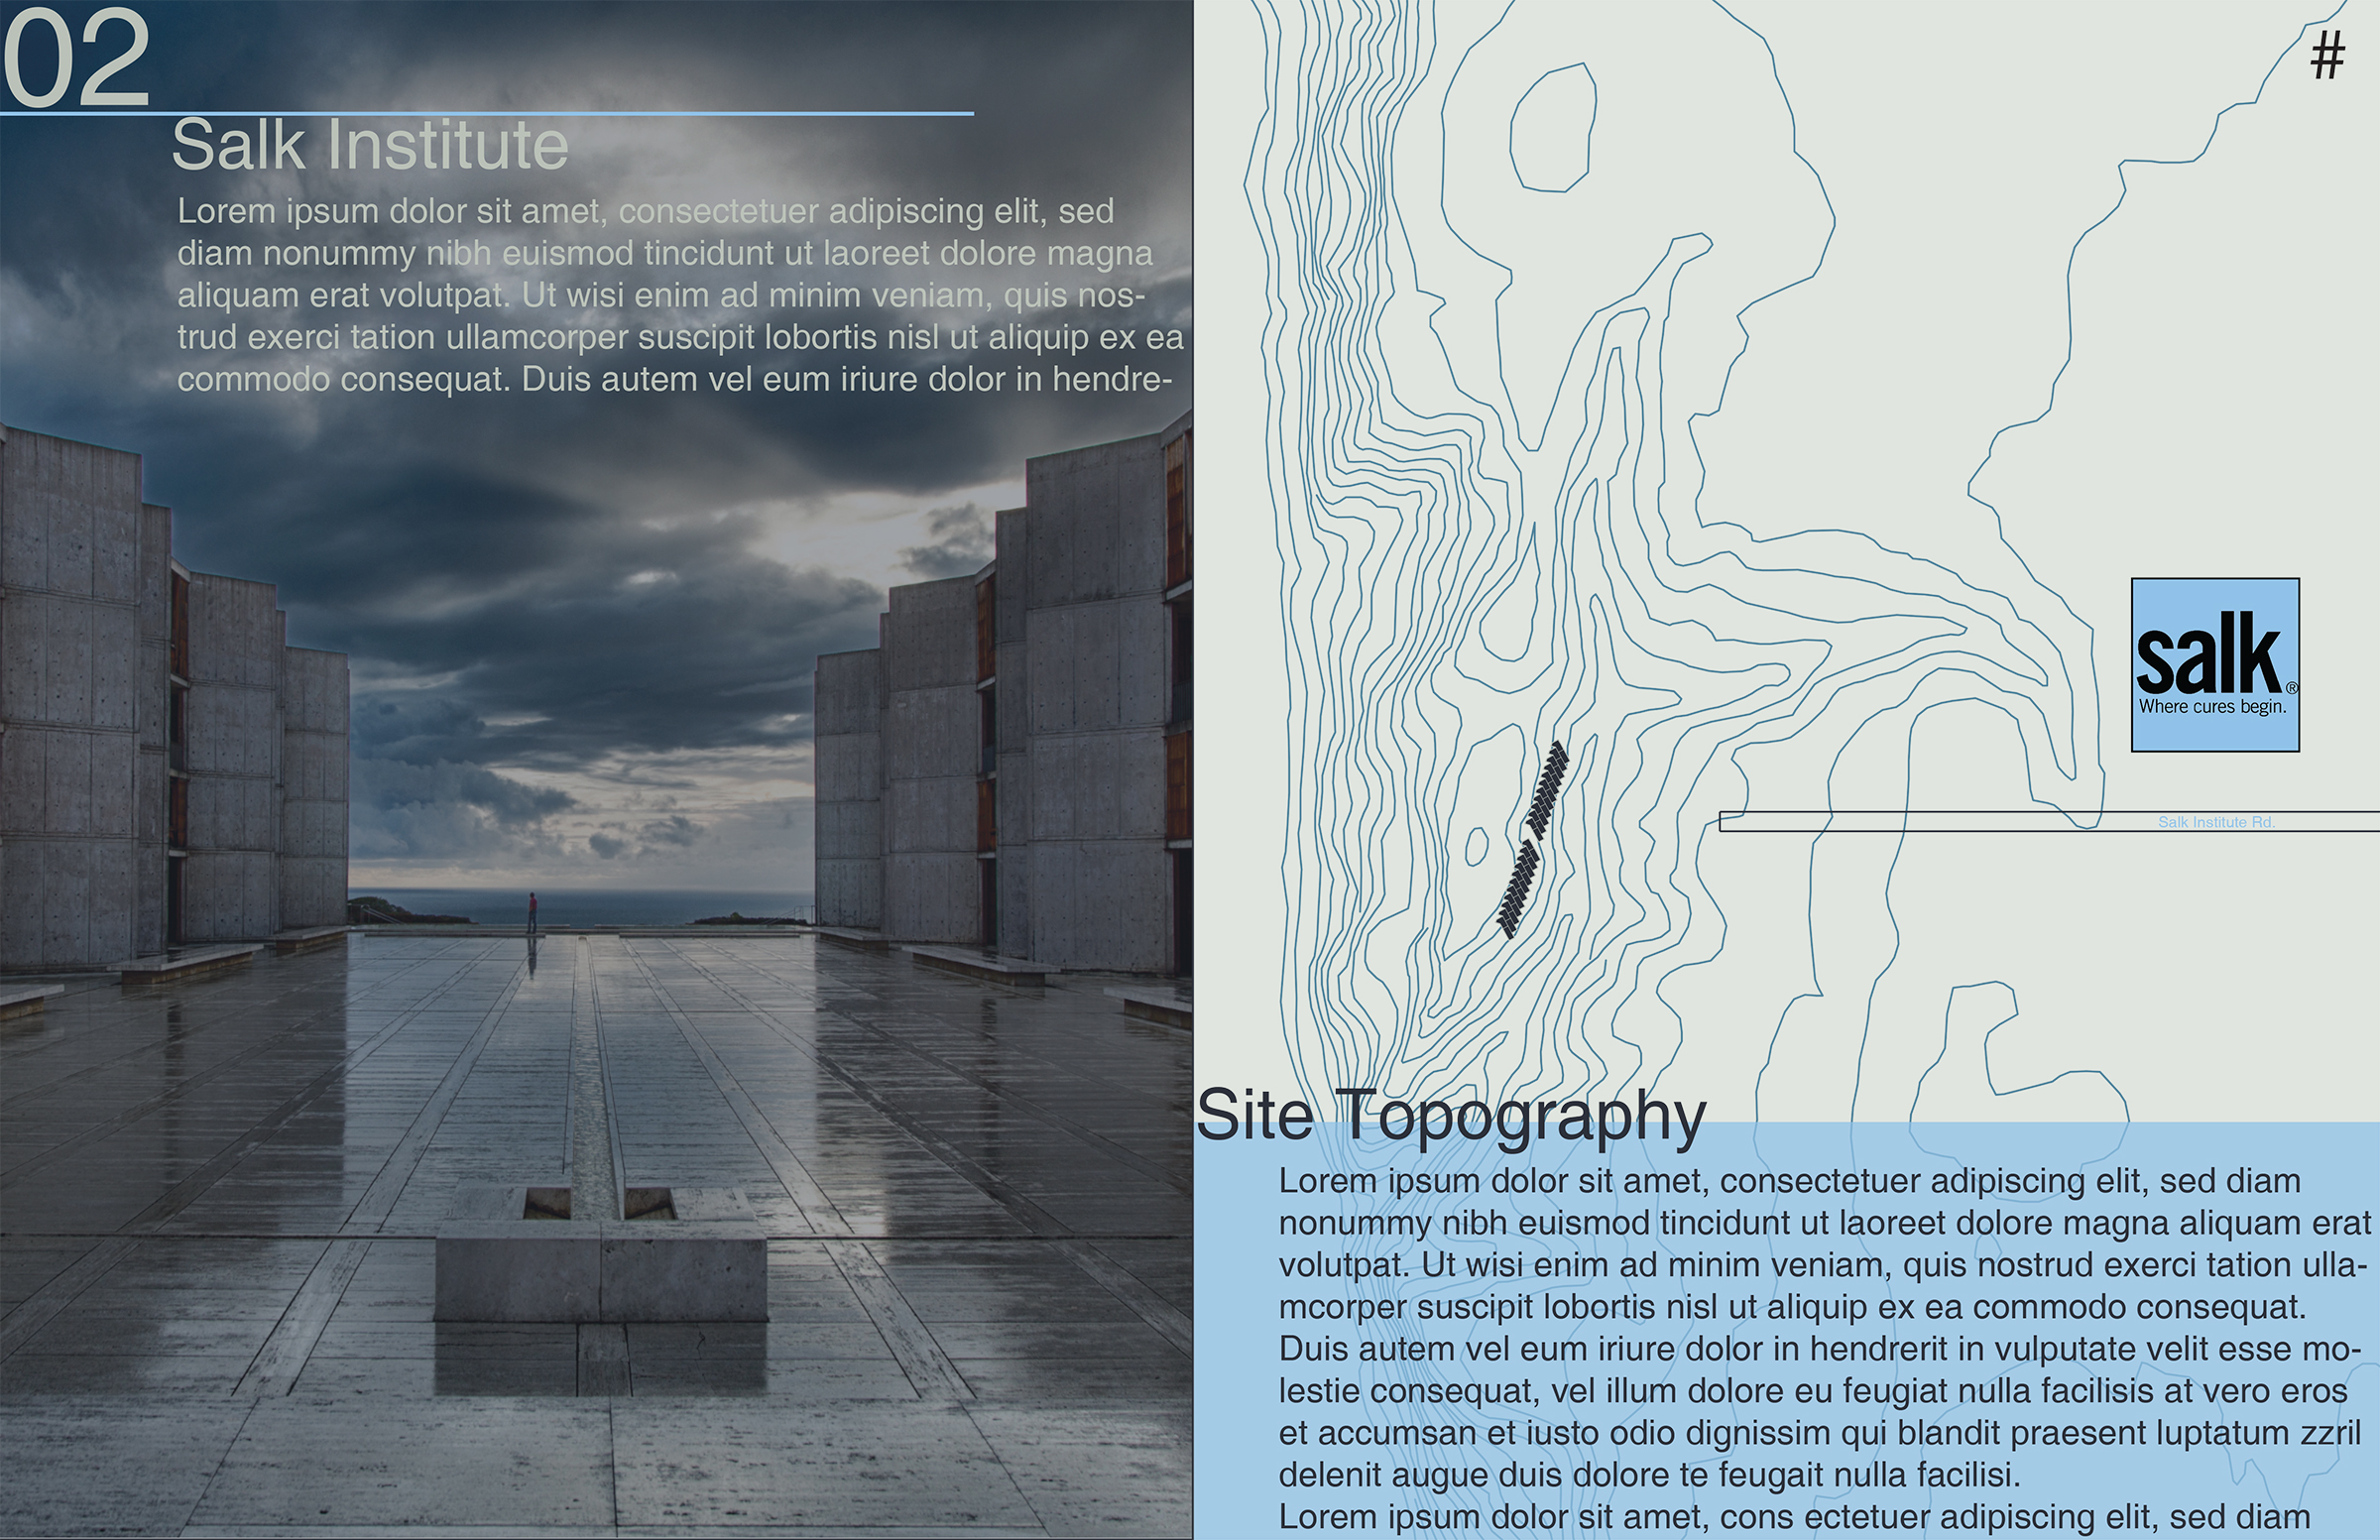 02
Salk Institute
Lorem ipsum dolor sit amet, consectetuer adipiscing elit, sed
diam nonummy nibh euismod tincidunt ut laoreet dolore magna
aliquam erat volutpat. Ut wisi enim ad minim veniam, quis nos-
trud exerci tation ullamcorper suscipit lobortis nisl ut aliquip ex ea
commodo consequat. Duis autem vel eum iriure dolor in hendre-
#
salk®
Where cures begin.
Salk Institute Rd.
Site Topography
Lorem ipsum dolor sit amet, consectetuer adipiscing elit, sed diam
nonummy nibh euismod tincidunt ut laoreet dolore magna aliquam erat
volutpat. Ut wisi enim ad minim veniam, quis nostrud exerci tation ulla-
mcorper suscipit lobortis nisl ut aliquip ex ea commodo consequat.
Duis autem vel eum iriure dolor in hendrerit in vulputate velit esse mo-
lestie consequat, vel illum dolore eu feugiat nulla facilisis at vero eros
et accumsan et iusto odio dignissim qui blandit praesent luptatum zzril
delenit augue duis dolore te feugait nulla facilisi.
Lorem ipsum dolor sit amet, cons ectetuer adipiscing elit, sed diam